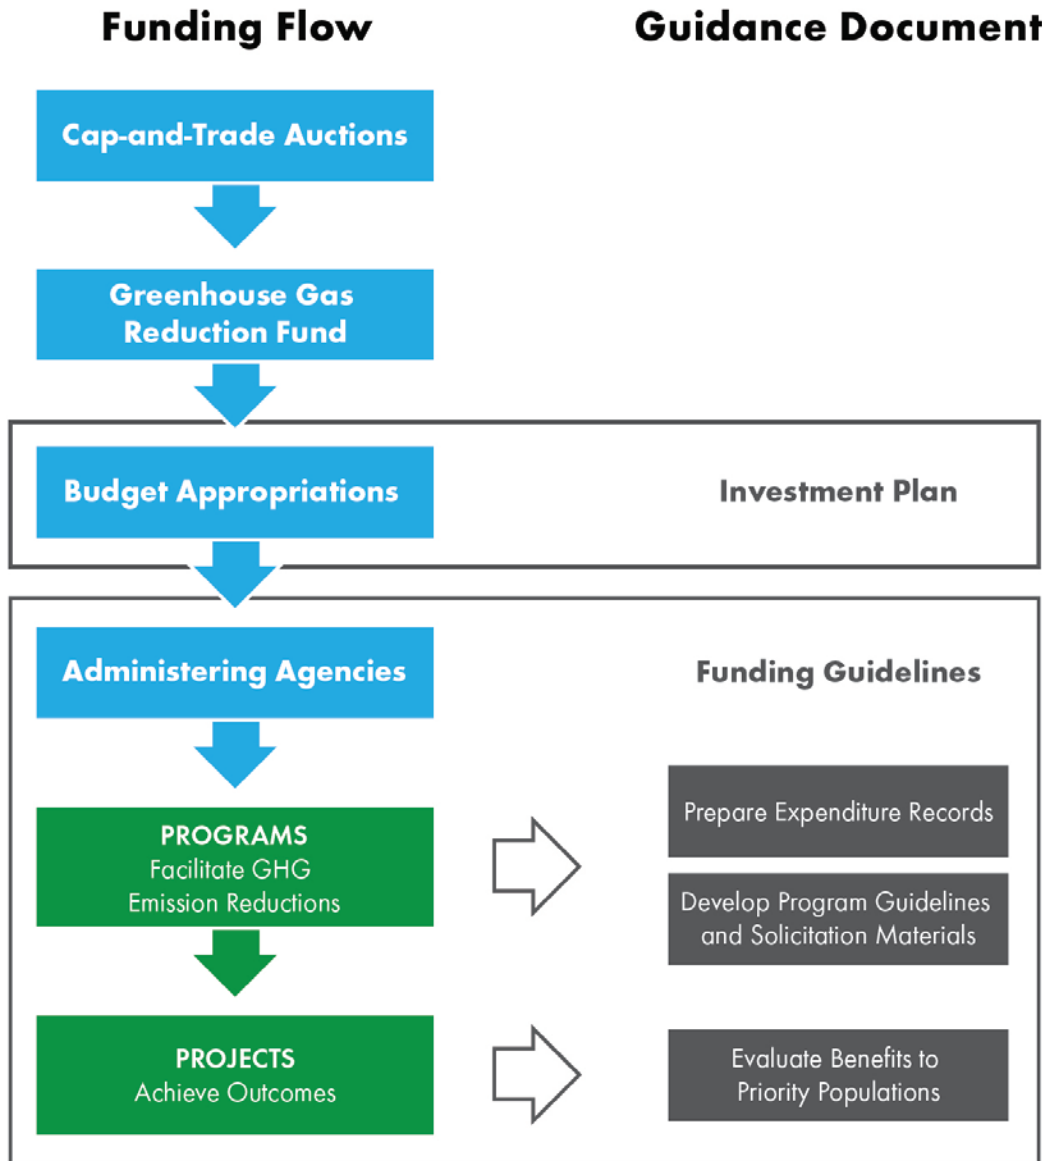 Funding Flow
Guidance Document
Cap-and-Trade Auctions
Greenhouse Gas
Reduction Fund
Budget Appropriations
Investment Plan
Administering Agencies
Funding Guidelines
PROGRAMS
Facilitate GHG
Emission Reductions
Prepare Expenditure Records
Develop Program Guidelines
and Solicitation Materials
PROJECTS
Achieve Outcomes
Evaluate Benefits to
Priority Populations